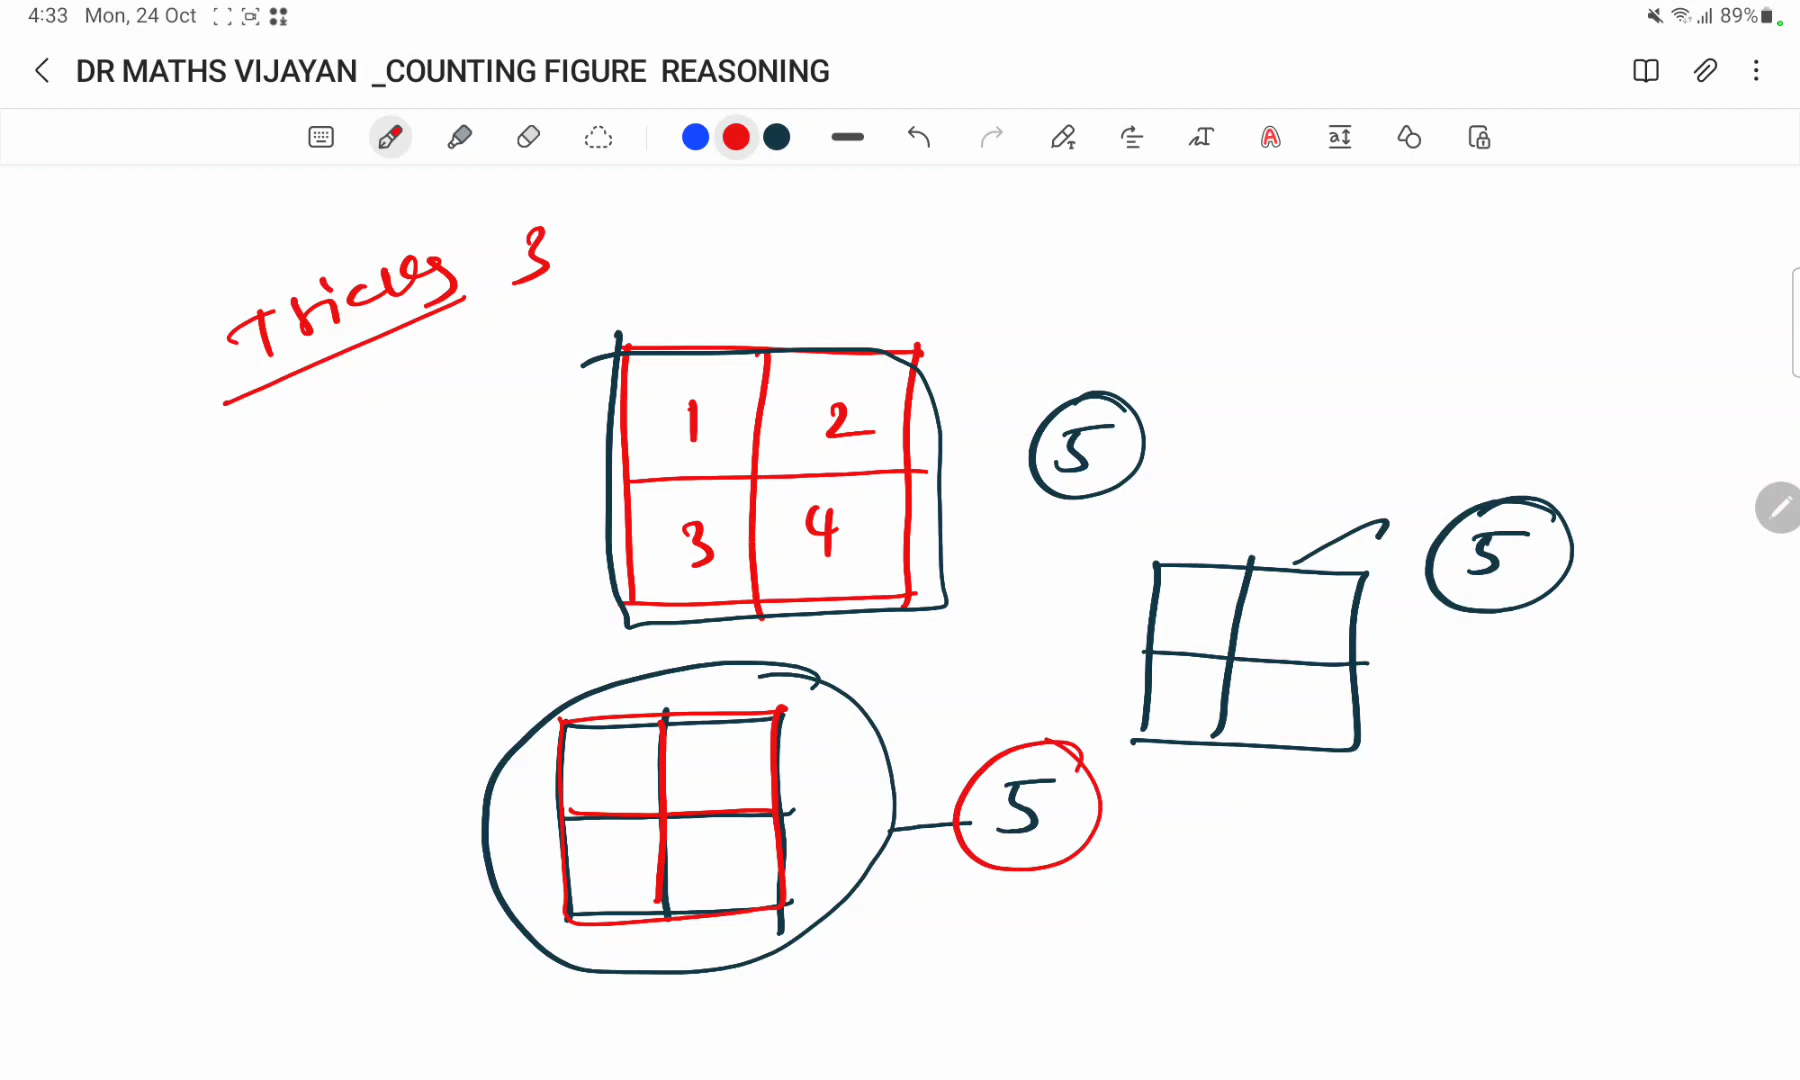 4:33 Mon, 24 Oct 89%
DR MATHS VIJAYAN _COUNTING FIGURE REASONING
Tricks 3
1 2
5
3 4
5
5